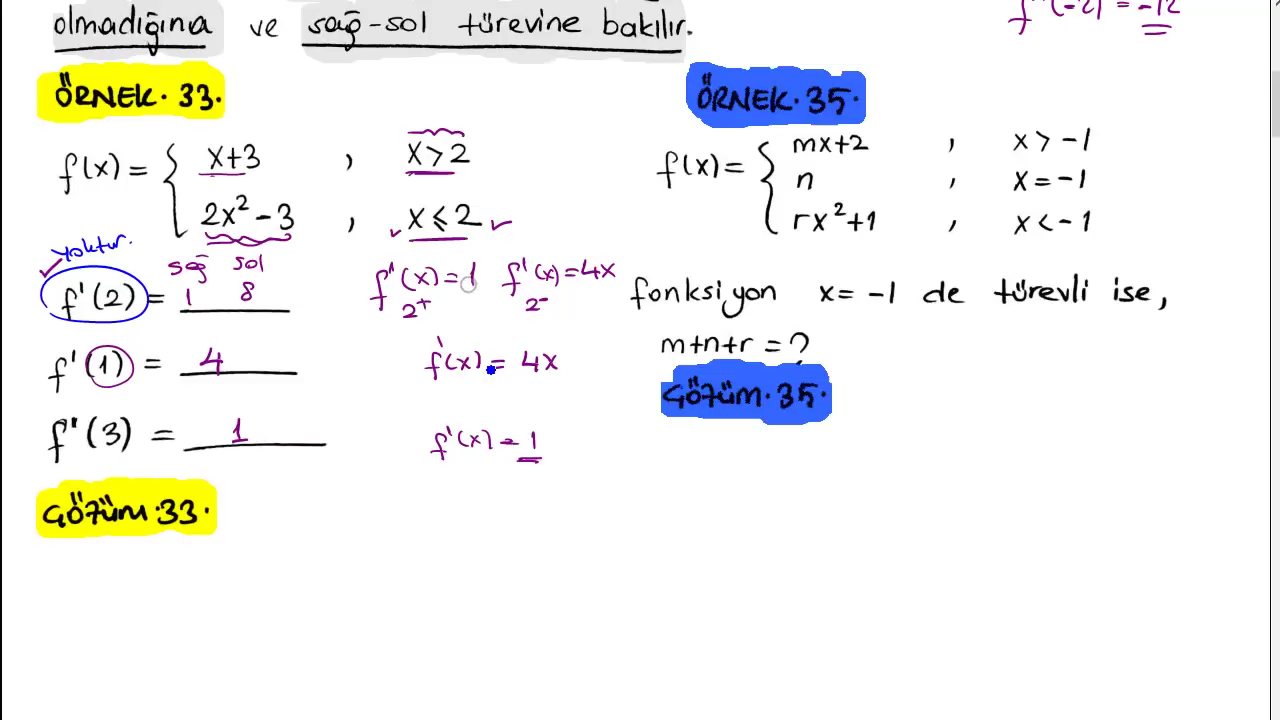 olmadığına ve sağ-sol türevine bakılır.
f'(-2) = -12
ÖRNEK. 33.
f(x) = { x+3 , x > 2
2x² - 3 , x ≤ 2
yoktur.
sağ sol
f'(2) = 1 8
f'(x) = 1 f'(x) = 4x
2⁺ 2⁻
f'(1) = 4 f'(x) = 4x
f'(3) = 1 f'(x) = 1
ÇÖZÜM.33.
ÖRNEK.35.
f(x) = { mx+2 , x > -1
n , x = -1
rx²+1 , x < -1
fonksiyon x = -1 de türevli ise,
m+n+r = ?
ÇÖZÜM.35.